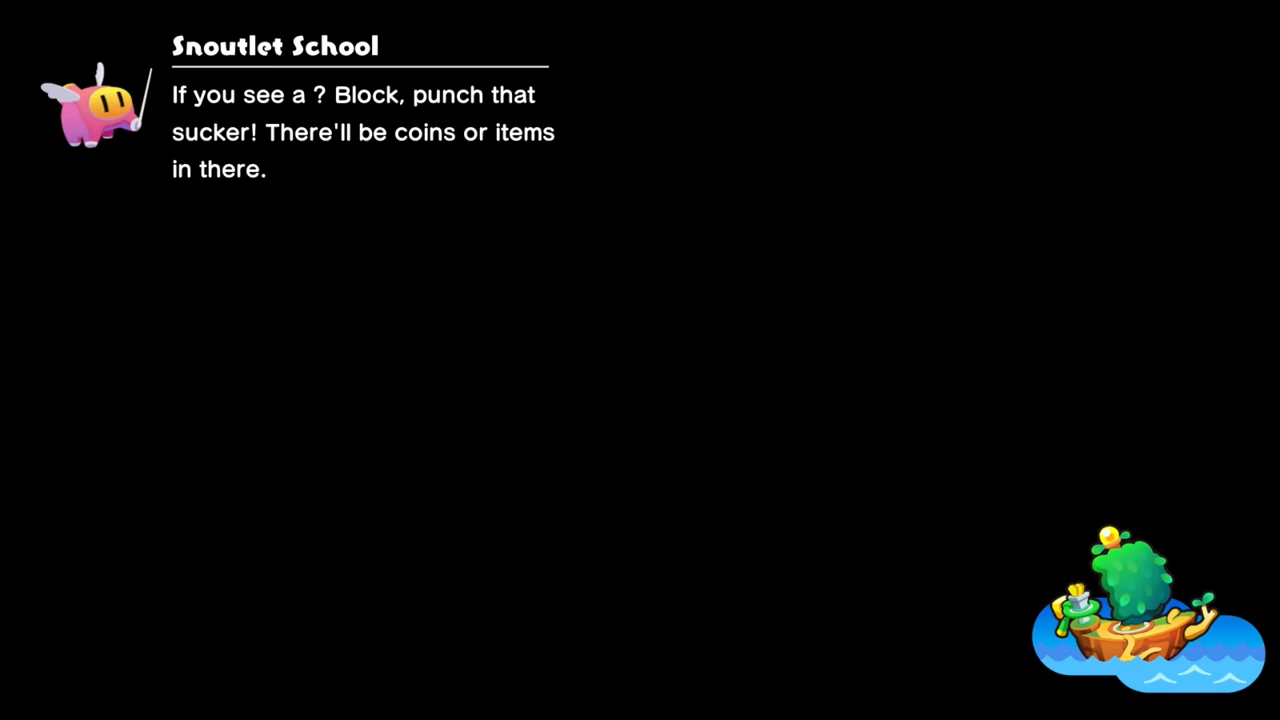 Snoutlet School
If you see a ? Block, punch that
sucker! There'll be coins or items
in there.